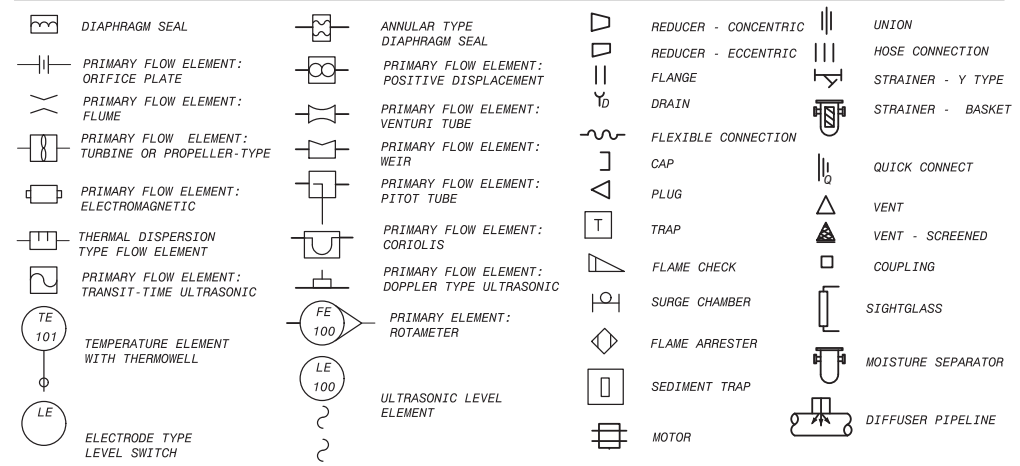 DIAPHRAGM SEAL
PRIMARY FLOW ELEMENT:
ORIFICE PLATE
PRIMARY FLOW ELEMENT:
FLUME
PRIMARY FLOW ELEMENT:
TURBINE OR PROPELLER-TYPE
PRIMARY FLOW ELEMENT:
ELECTROMAGNETIC
THERMAL DISPERSION
TYPE FLOW ELEMENT
PRIMARY FLOW ELEMENT:
TRANSIT-TIME ULTRASONIC
TE
101
TEMPERATURE ELEMENT
WITH THERMOWELL
LE
ELECTRODE TYPE
LEVEL SWITCH
ANNULAR TYPE
DIAPHRAGM SEAL
PRIMARY FLOW ELEMENT:
POSITIVE DISPLACEMENT
PRIMARY FLOW ELEMENT:
VENTURI TUBE
PRIMARY FLOW ELEMENT:
WEIR
PRIMARY FLOW ELEMENT:
PITOT TUBE
PRIMARY FLOW ELEMENT:
CORIOLIS
PRIMARY FLOW ELEMENT:
DOPPLER TYPE ULTRASONIC
FE
100
PRIMARY ELEMENT:
ROTAMETER
LE
100
ULTRASONIC LEVEL
ELEMENT
REDUCER - CONCENTRIC
REDUCER - ECCENTRIC
FLANGE
D
DRAIN
FLEXIBLE CONNECTION
CAP
PLUG
T
TRAP
FLAME CHECK
SURGE CHAMBER
FLAME ARRESTER
SEDIMENT TRAP
MOTOR
UNION
HOSE CONNECTION
STRAINER - Y TYPE
STRAINER - BASKET
Q
QUICK CONNECT
VENT
VENT - SCREENED
COUPLING
SIGHTGLASS
MOISTURE SEPARATOR
DIFFUSER PIPELINE